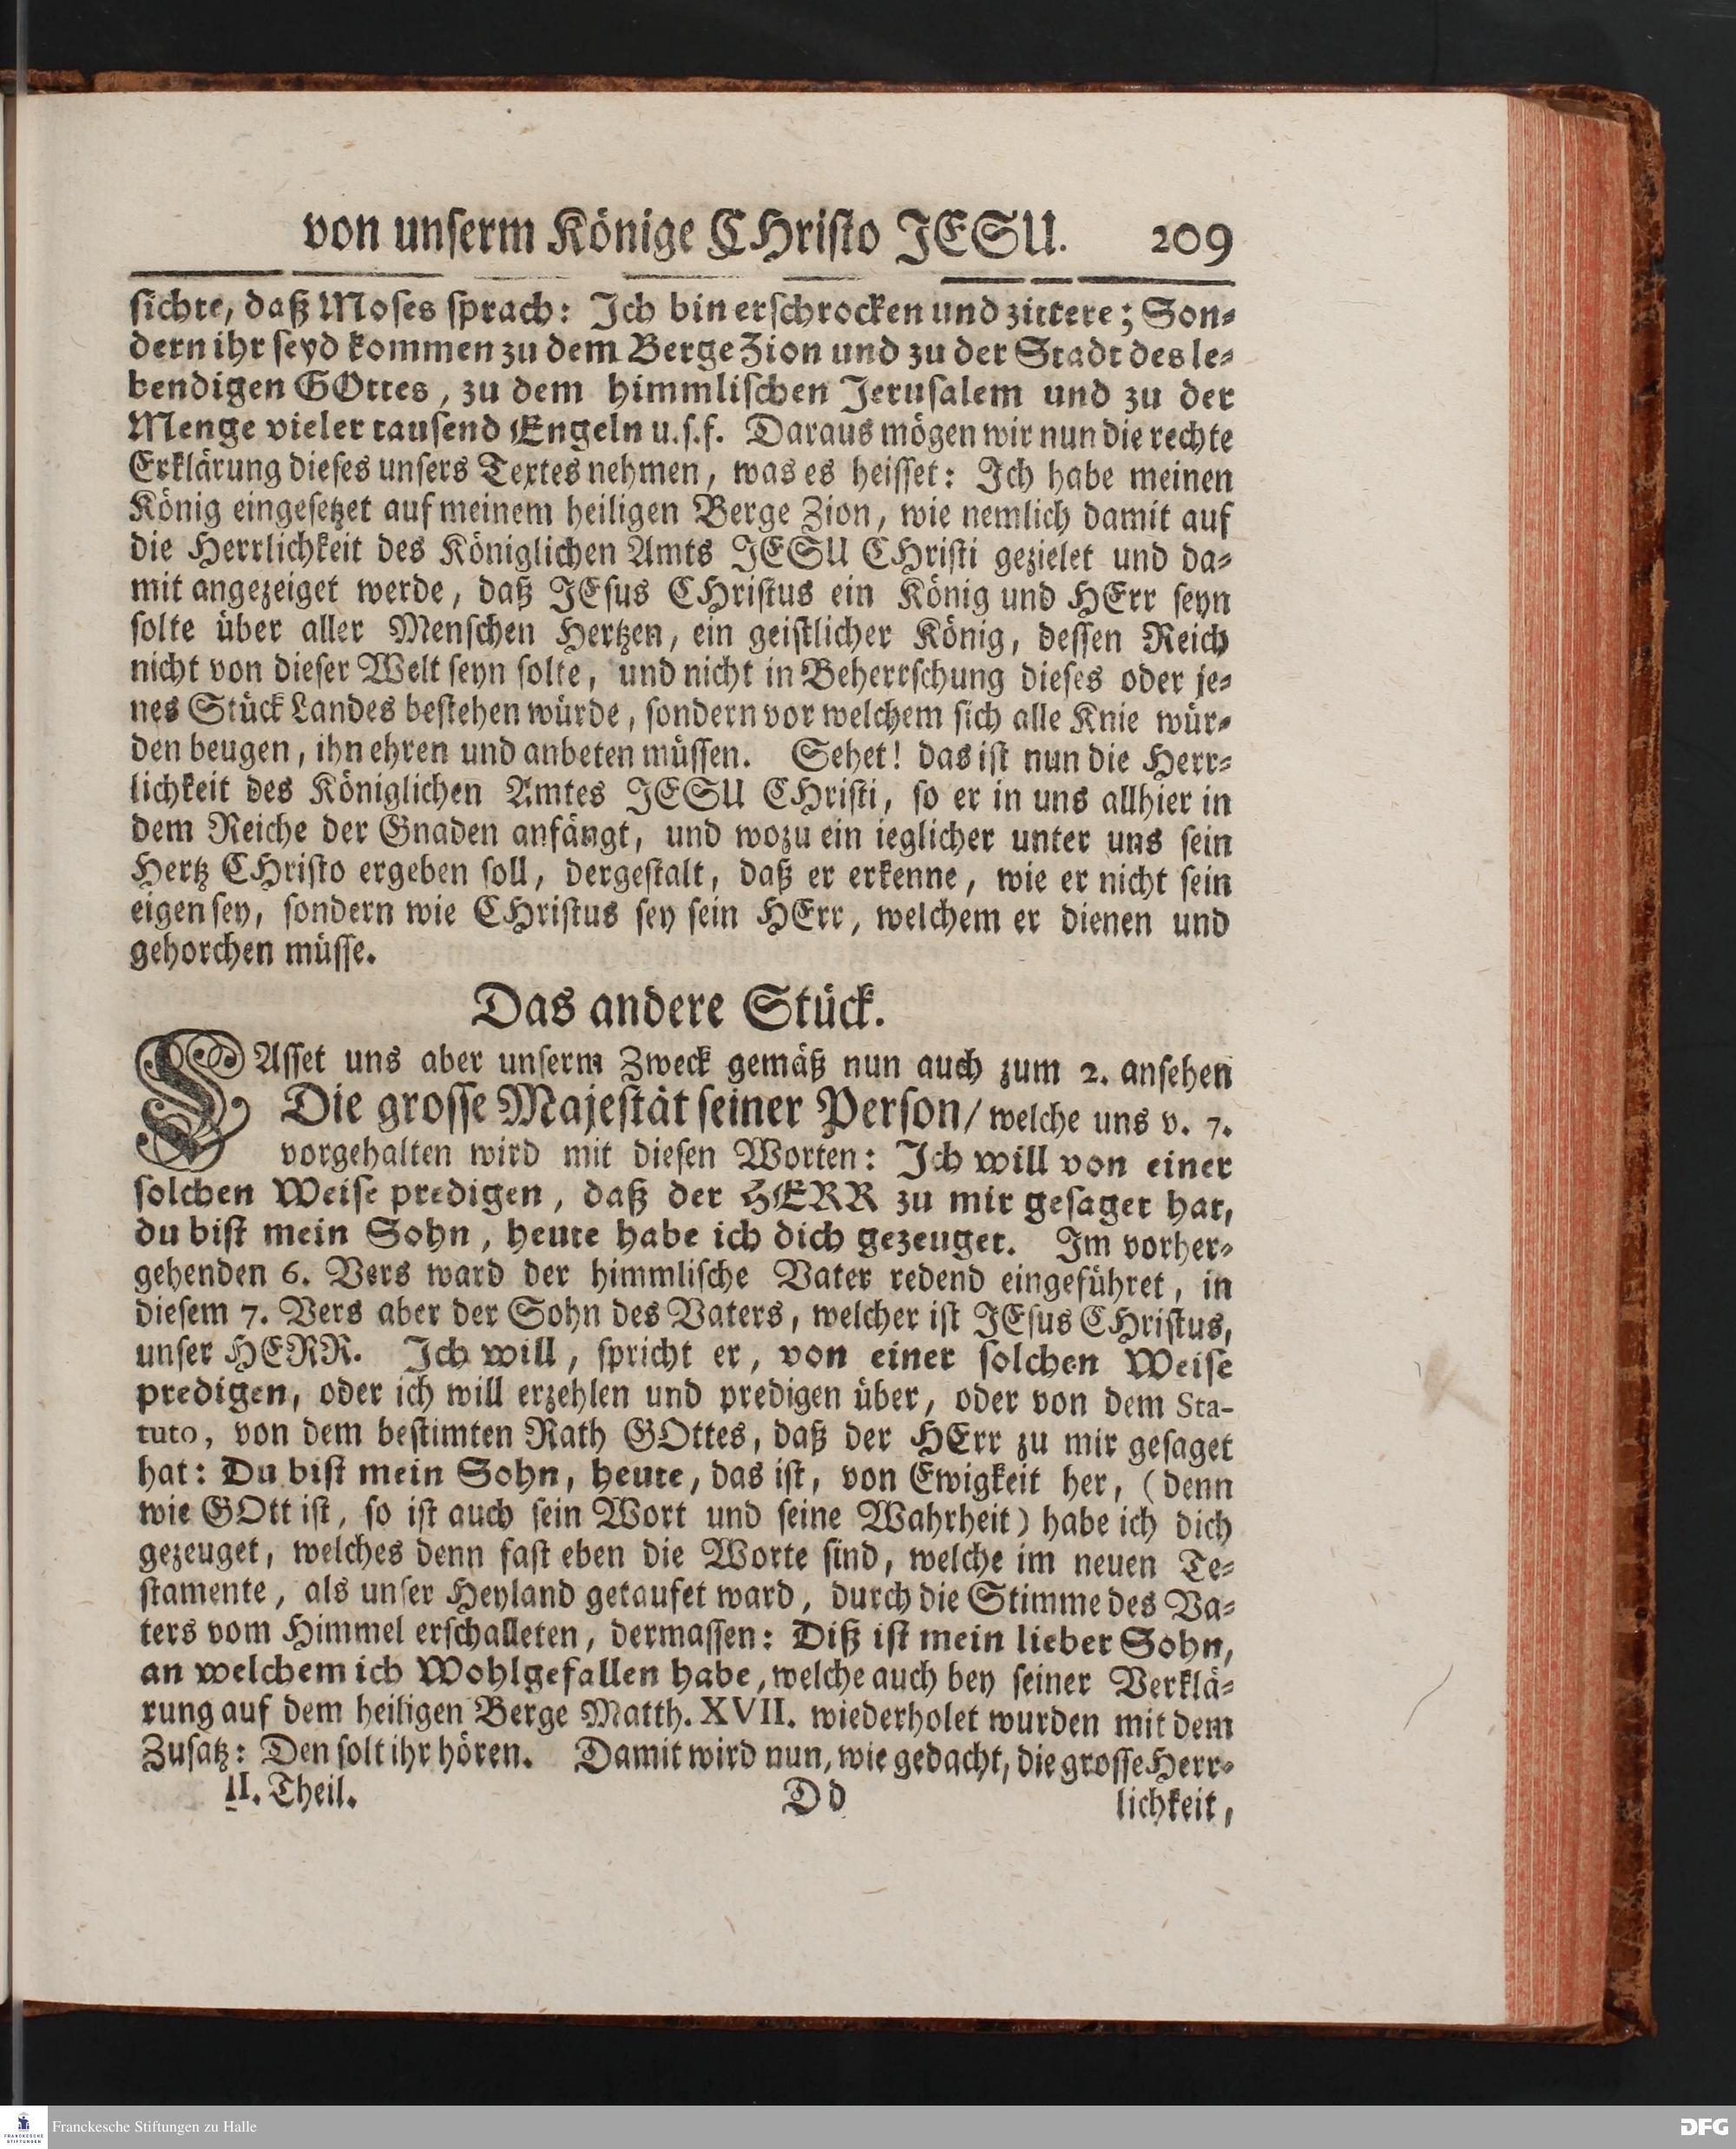 von unserm Könige CHristo JESU. 209
sichte, daß Moses sprach: Ich bin erschrocken und zittere; Son-
dern ihr seyd kommen zu dem Berge Zion und zu der Stadt des le-
bendigen GOttes, zu dem himmlischen Jerusalem und zu der
Menge vieler tausend Engeln u.s.f. Daraus mögen wir nun die rechte
Erklärung dieses unsers Textes nehmen, was es heisset: Ich habe meinen
König eingesetzet auf meinem heiligen Berge Zion, wie nemlich damit auf
die Herrlichkeit des Königlichen Amts JESU CHristi gezielet und da-
mit angezeiget werde, daß JEsus CHristus ein König und HErr seyn
solte über aller Menschen Hertzen, ein geistlicher König, dessen Reich
nicht von dieser Welt seyn solte, und nicht in Beherrschung dieses oder je-
nes Stück Landes bestehen würde, sondern vor welchem sich alle Knie wür-
den beugen, ihn ehren und anbeten müssen. Sehet! das ist nun die Herr-
lichkeit des Königlichen Amtes JESU CHristi, so er in uns allhier in
dem Reiche der Gnaden anfängt, und wozu ein ieglicher unter uns sein
Hertz CHristo ergeben soll, dergestalt, daß er erkenne, wie er nicht sein
eigen sey, sondern wie CHristus sey sein HErr, welchem er dienen und
gehorchen müsse.
Das andere Stück.
LAsset uns aber unserm Zweck gemäß nun auch zum 2. ansehen
Die grosse Majestät seiner Person/ welche uns v. 7.
vorgehalten wird mit diesen Worten: Ich will von einer
solchen Weise predigen, daß der HERR zu mir gesaget hat,
du bist mein Sohn, heute habe ich dich gezeuget. Im vorher-
gehenden 6. Vers ward der himmlische Vater redend eingeführet, in
diesem 7. Vers aber der Sohn des Vaters, welcher ist JEsus CHristus,
unser HERR. Ich will, spricht er, von einer solchen Weise
predigen, oder ich will erzehlen und predigen über, oder von dem Sta-
tuto, von dem bestimten Rath GOttes, daß der HErr zu mir gesaget
hat: Du bist mein Sohn, heute, das ist, von Ewigkeit her, (denn
wie GOtt ist, so ist auch sein Wort und seine Wahrheit) habe ich dich
gezeuget, welches denn fast eben die Worte sind, welche im neuen Te-
stamente, als unser Heyland getaufet ward, durch die Stimme des Va-
ters vom Himmel erschalleten, dermassen: Diß ist mein lieber Sohn,
an welchem ich Wohlgefallen habe, welche auch bey seiner Verklä-
rung auf dem heiligen Berge Matth. XVII. wiederholet wurden mit dem
Zusatz: Den solt ihr hören. Damit wird nun, wie gedacht, die grosse Herr-
II. Theil. Dd lichkeit,
Franckesche Stiftungen zu Halle
DFG